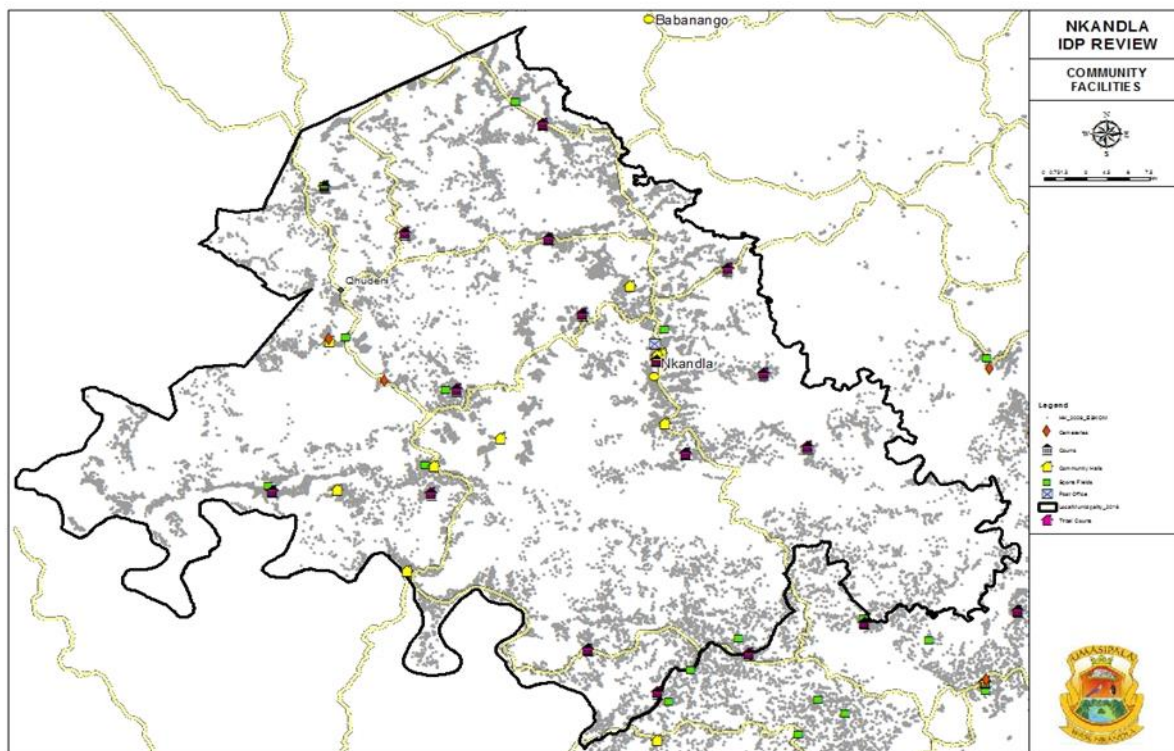 Babanango
NKANDLA
IDP REVIEW
COMMUNITY
FACILITIES
N
W E
S
Qhudeni
Nkandla
Legend
Cemeteries
Courts
Community Halls
Sports Fields
Post Office
Tribal Courts
UMASIPALA
WASENKANDLA